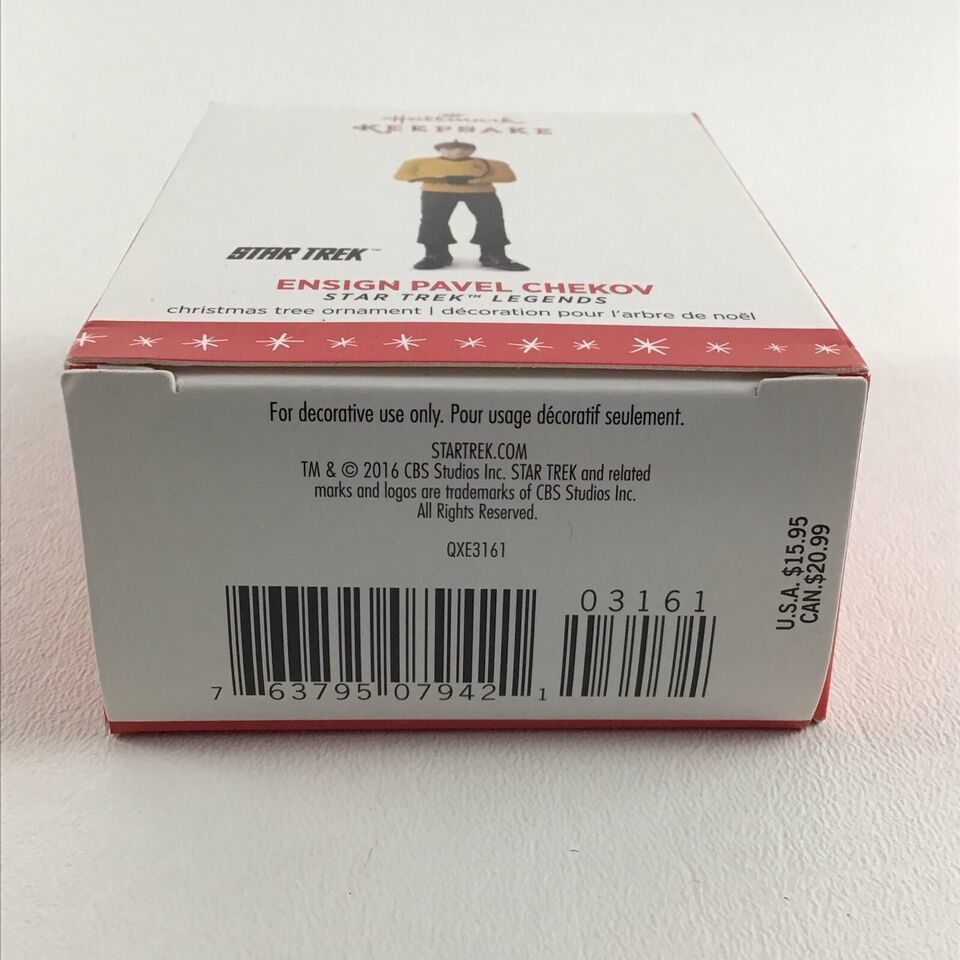 Hallmark
KEEPSAKE
STAR TREK™
ENSIGN PAVEL CHEKOV
STAR TREK™ LEGENDS
christmas tree ornament | décoration pour l'arbre de noël
For decorative use only. Pour usage décoratif seulement.
STARTREK.COM
TM & © 2016 CBS Studios Inc. STAR TREK and related
marks and logos are trademarks of CBS Studios Inc.
All Rights Reserved.
QXE3161
03161
7 63795 07942 1
U.S.A. $15.95
CAN.$20.99